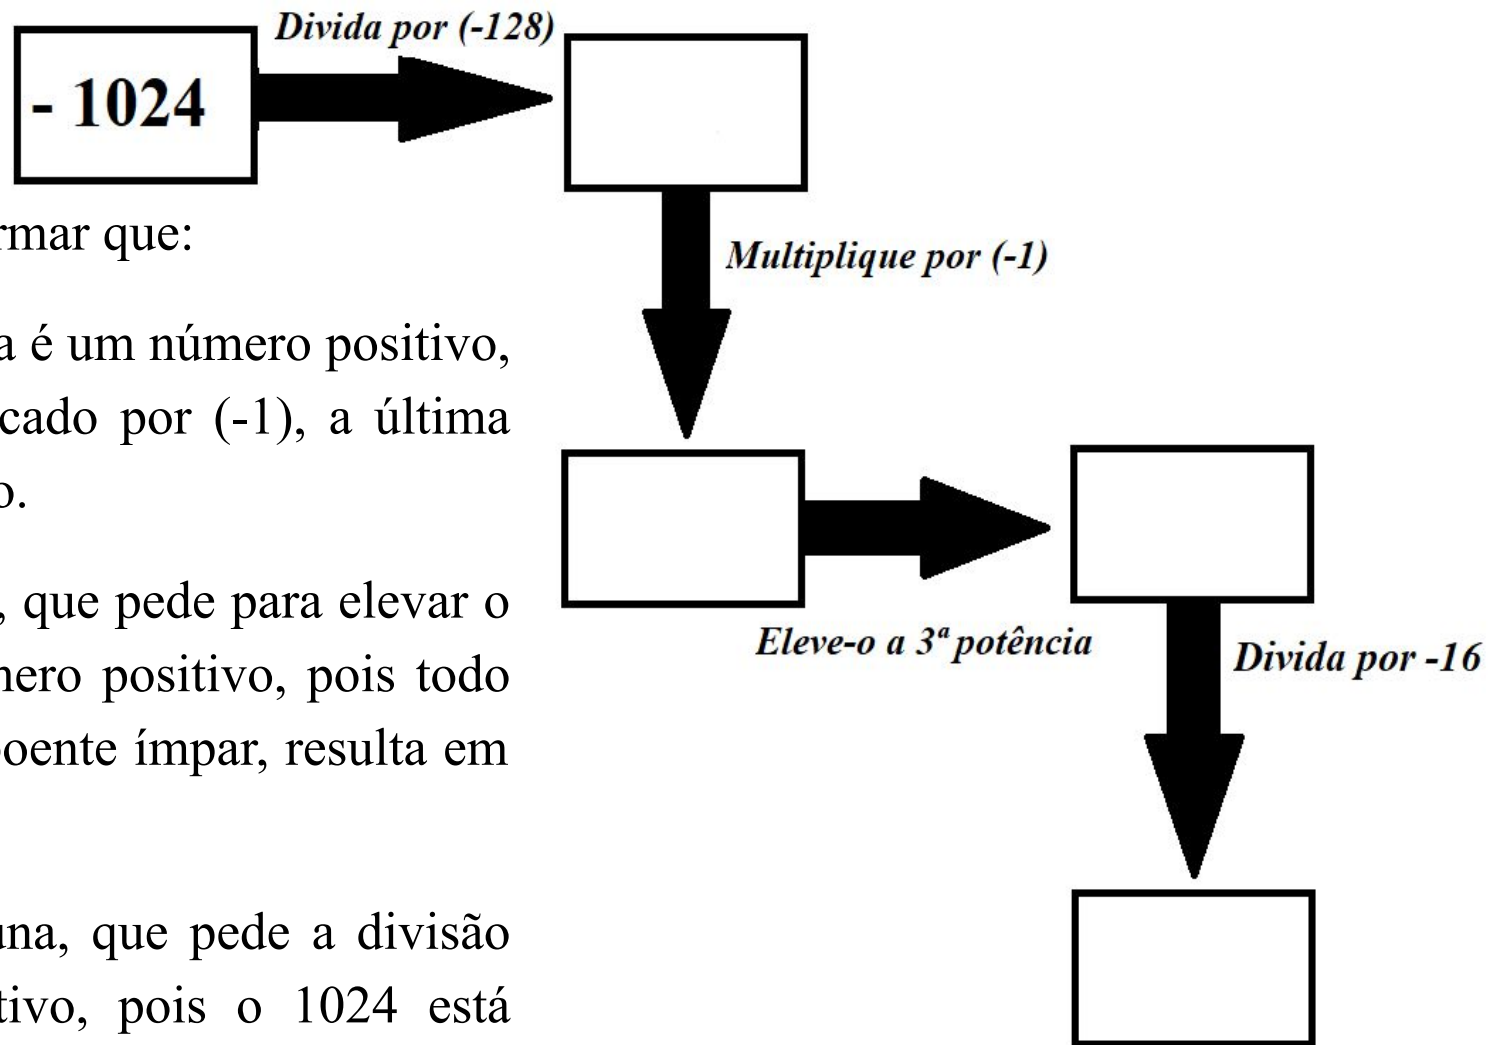 Divida por (-128)
- 1024
rmar que:
Multiplique por (-1)
a é um número positivo,
cado por (-1), a última
o.
, que pede para elevar o
Eleve-o a 3ª potência
Divida por -16
nero positivo, pois todo
oente ímpar, resulta em
una, que pede a divisão
tivo, pois o 1024 está